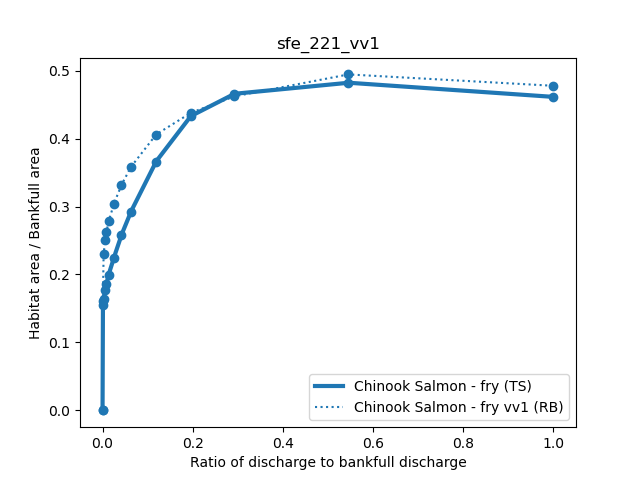 sfe_221_vv1
Habitat area / Bankfull area
0.5
0.4
0.3
0.2
0.1
0.0
Chinook Salmon - fry (TS)
Chinook Salmon - fry vv1 (RB)
0.0 0.2 0.4 0.6 0.8 1.0
Ratio of discharge to bankfull discharge